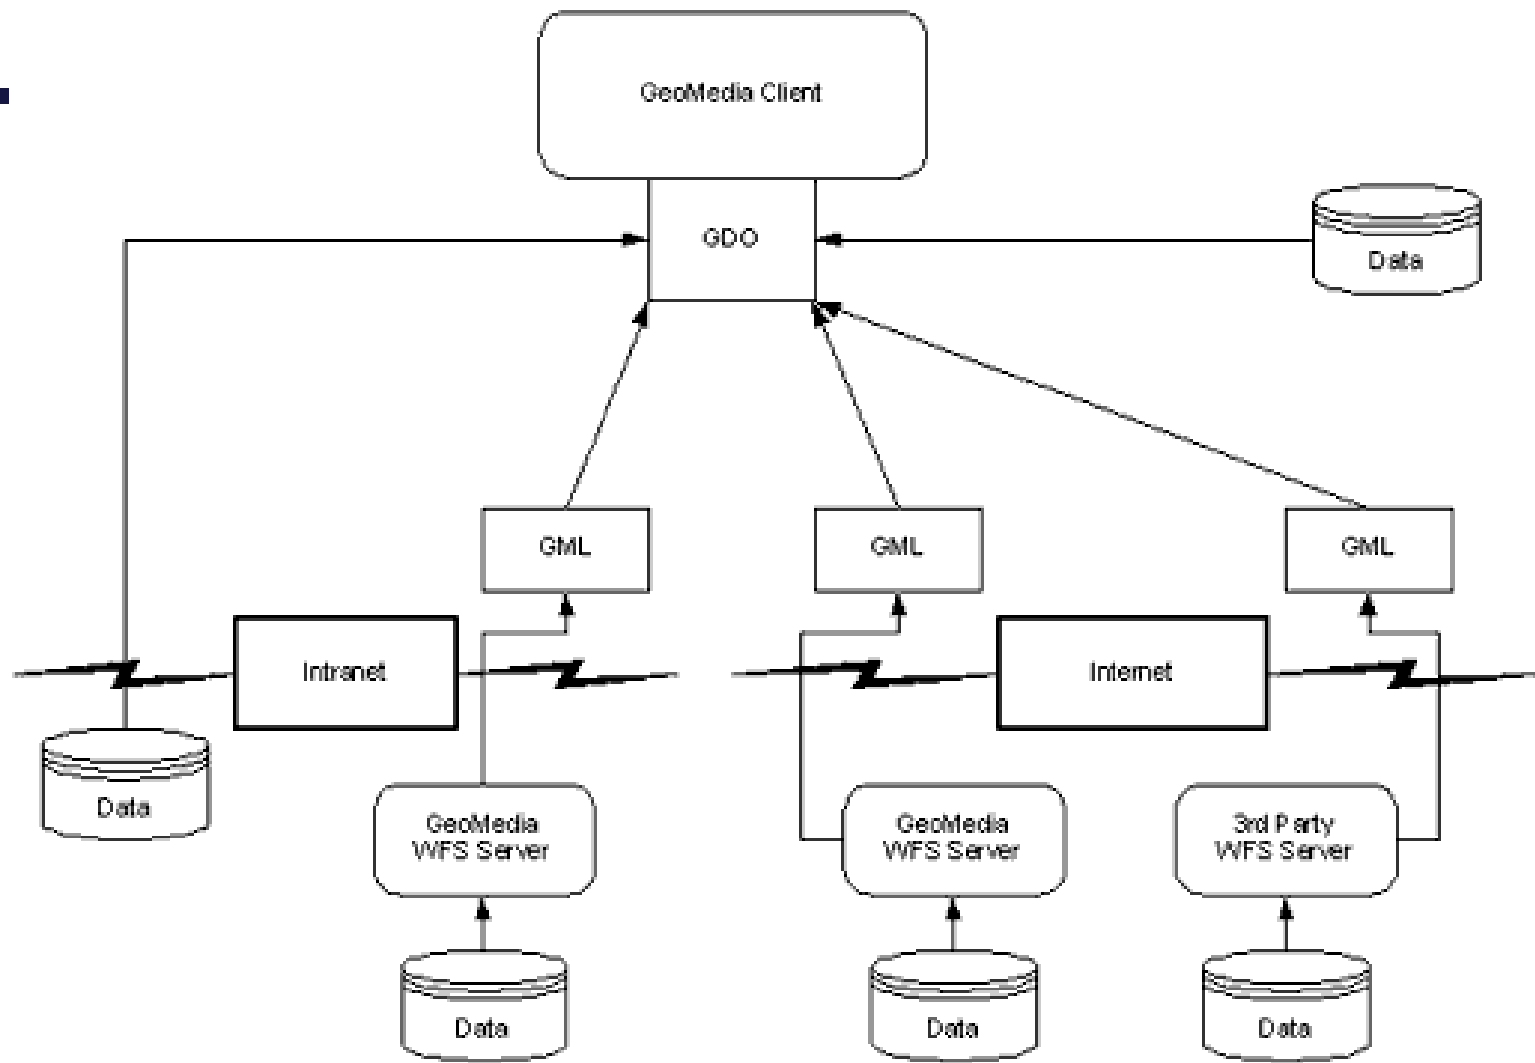 GeoMedia Client
GDO
Data
GML
GML
GML
Intranet
Internet
Data
GeoMedia
WFS Server
GeoMedia
WFS Server
3rd Party
WFS Server
Data
Data
Data